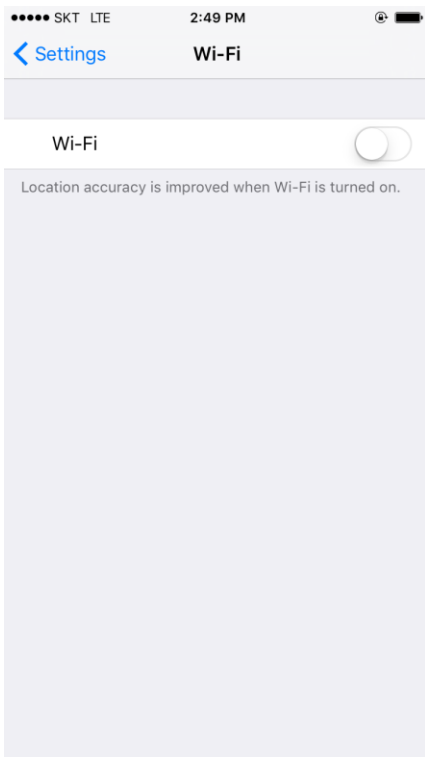 ●●●●● SKT LTE 2:49 PM
Settings Wi-Fi
Wi-Fi
Location accuracy is improved when Wi-Fi is turned on.